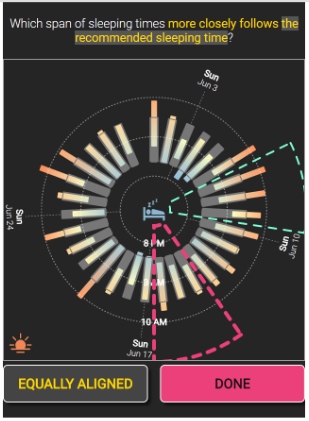 Which span of sleeping times more closely follows the
recommended sleeping time?
Sun
Jun 3
Sun
Jun 10
Sun
Jun 24
8 PM
10 AM
Sun
Jun 17
EQUALLY ALIGNED
DONE